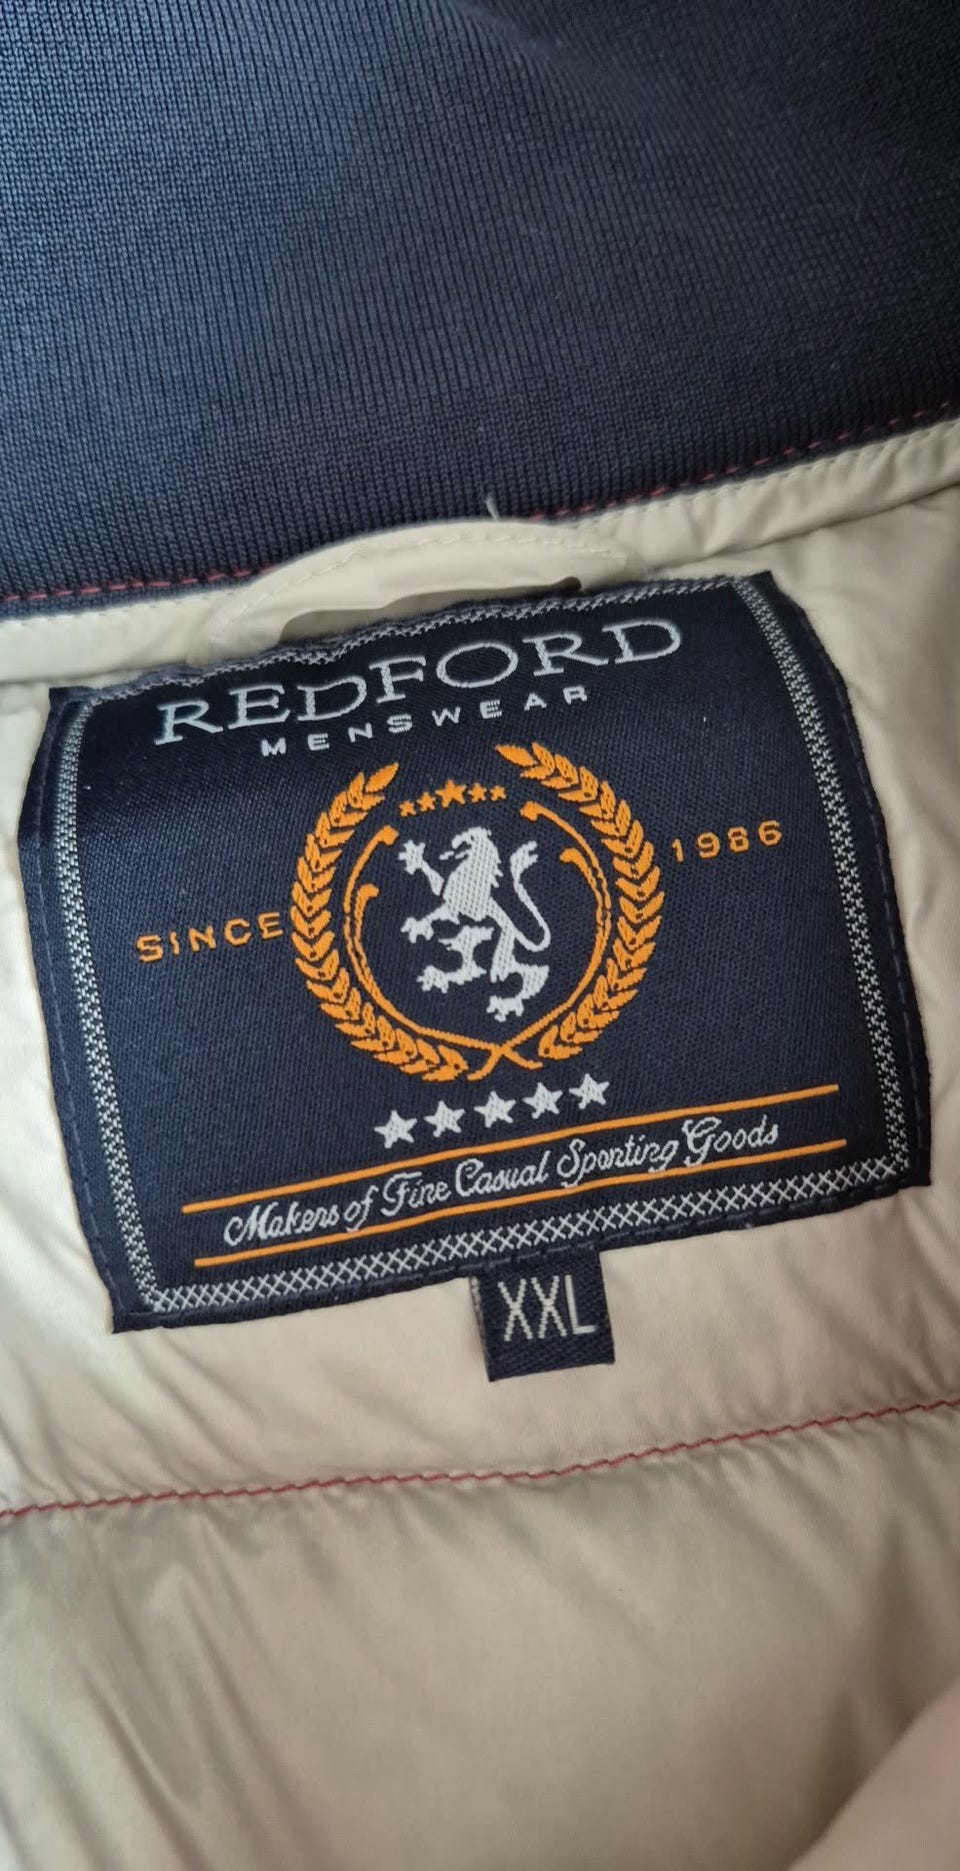 REDFORD
MENSWEAR
SINCE 1986
Makers of Fine Casual Sporting Goods
XXL